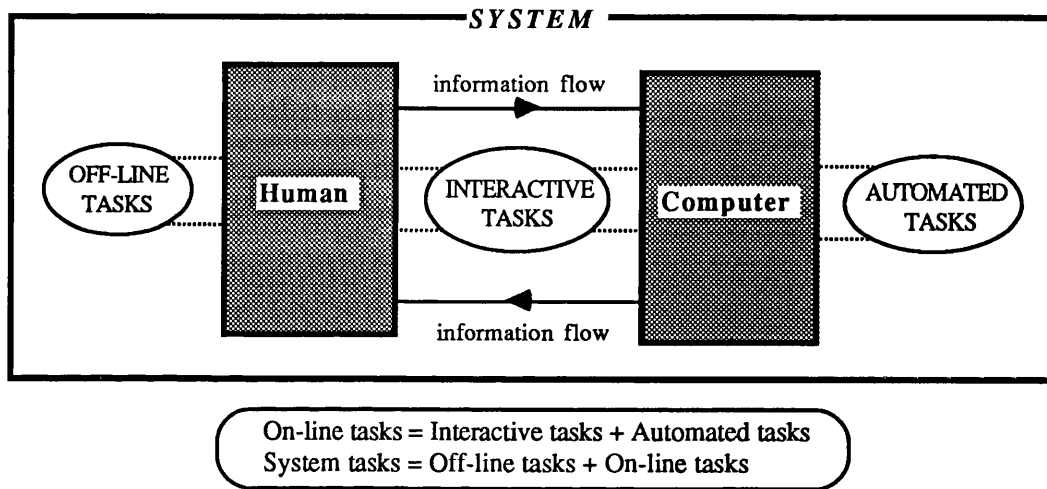 SYSTEM
information flow
OFF-LINE
TASKS
Human
INTERACTIVE
TASKS
Computer
AUTOMATED
TASKS
information flow
On-line tasks = Interactive tasks + Automated tasks
System tasks = Off-line tasks + On-line tasks